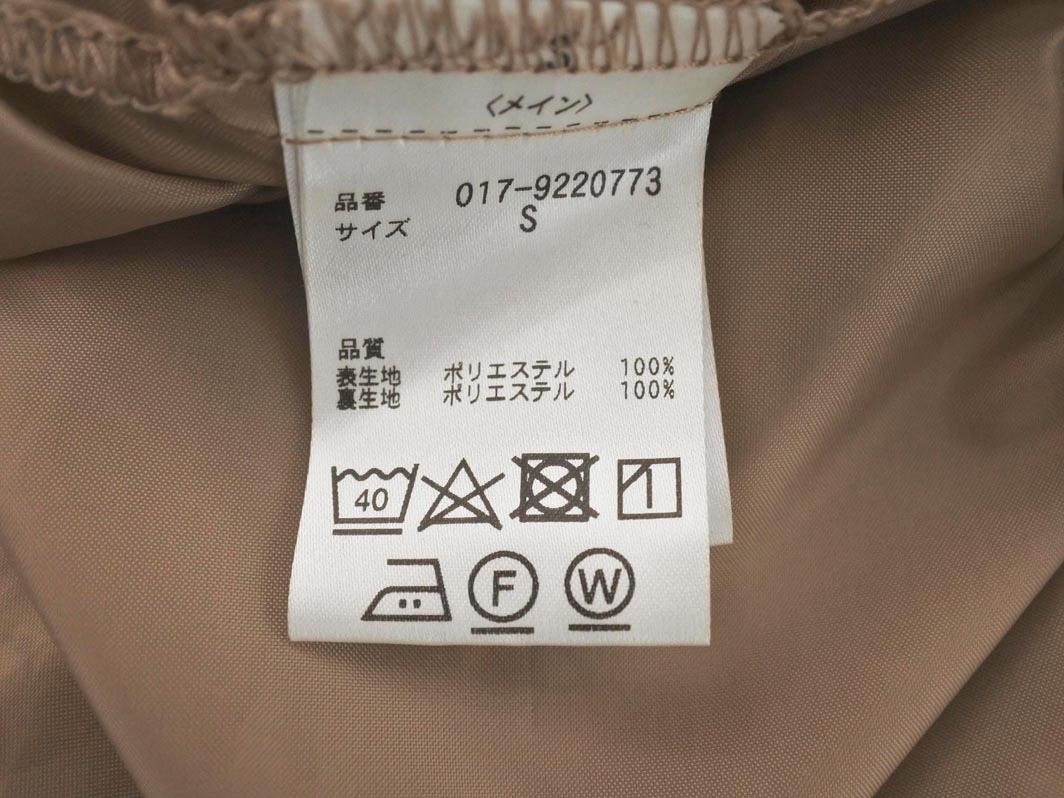 S
〈メイン〉
品番 017-9220773
サイズ S
品質
表生地 ポリエステル 100%
裏生地 ポリエステル 100%
40
F W